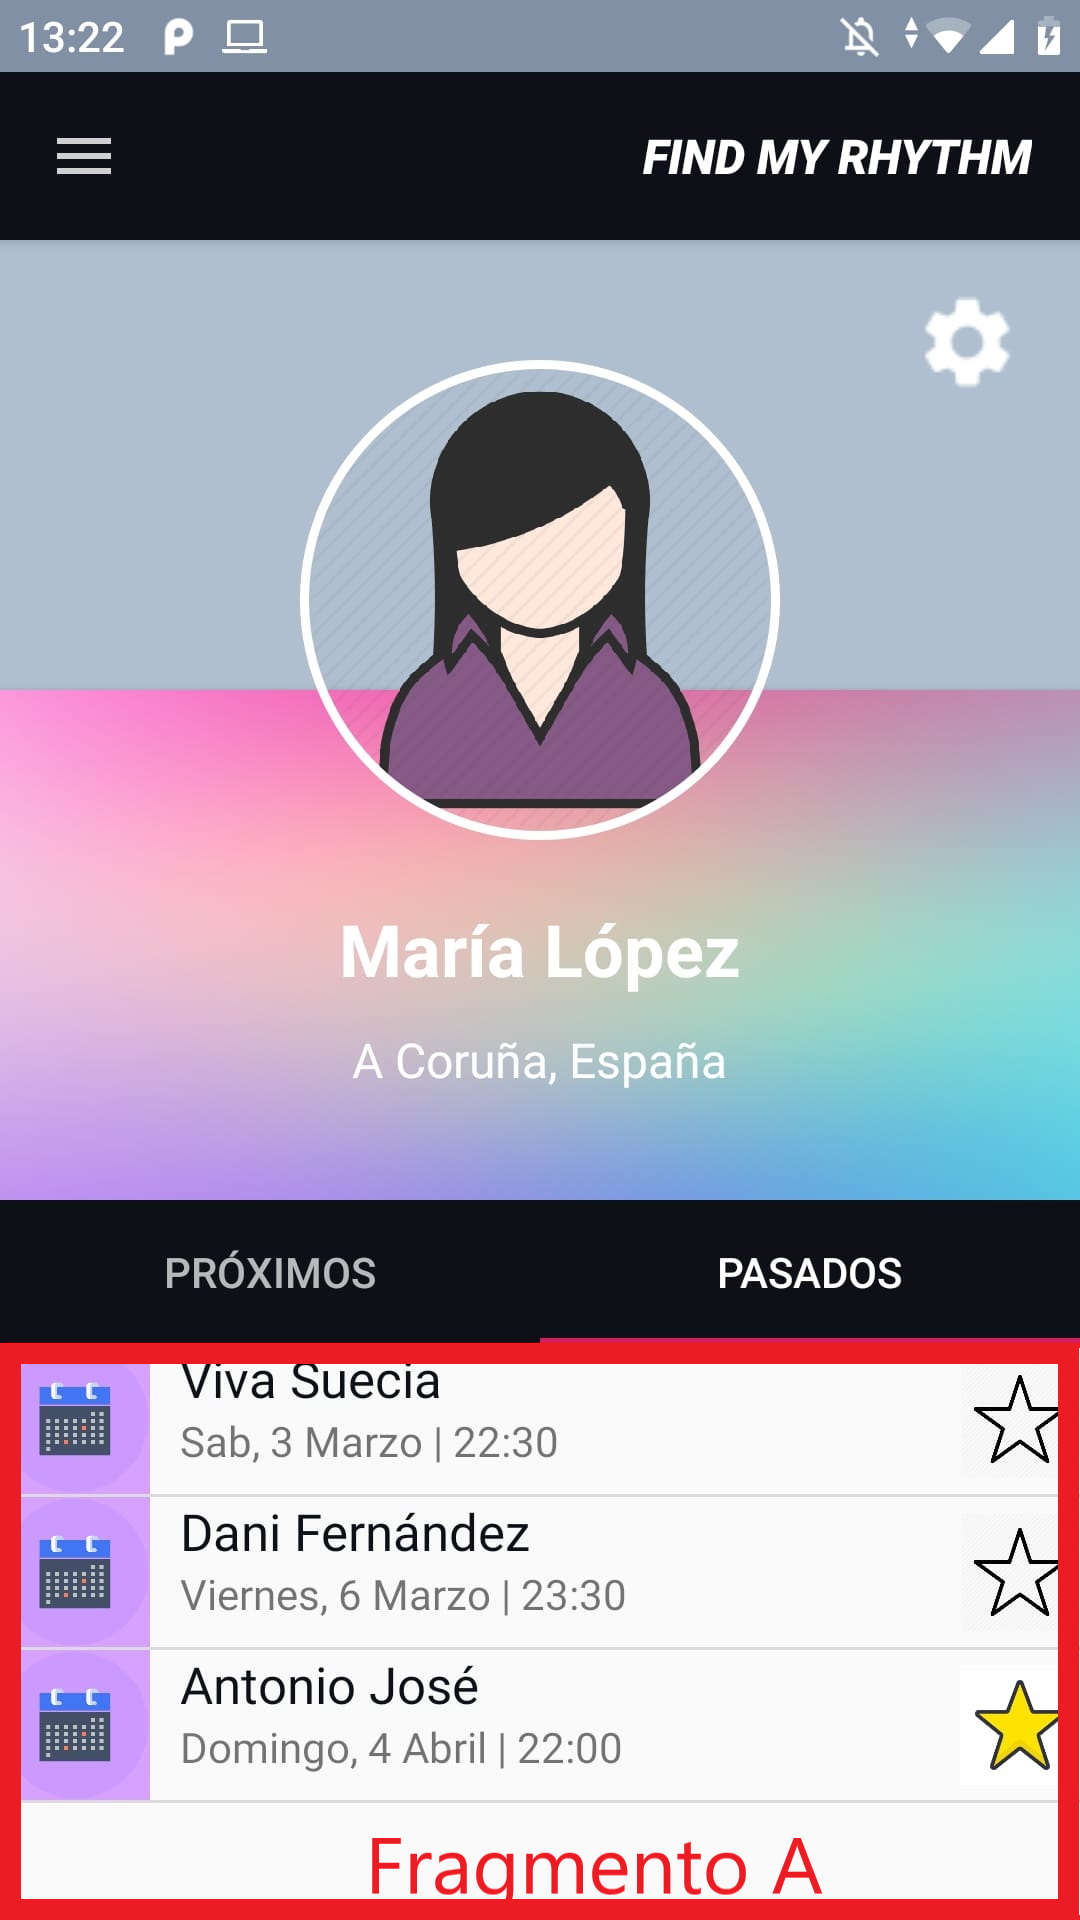 13:22
FIND MY RHYTHM
María López
A Coruña, España
PRÓXIMOS
PASADOS
Viva Suecia
Sab, 3 Marzo | 22:30
Dani Fernández
Viernes, 6 Marzo | 23:30
Antonio José
Domingo, 4 Abril | 22:00
Fragmento A